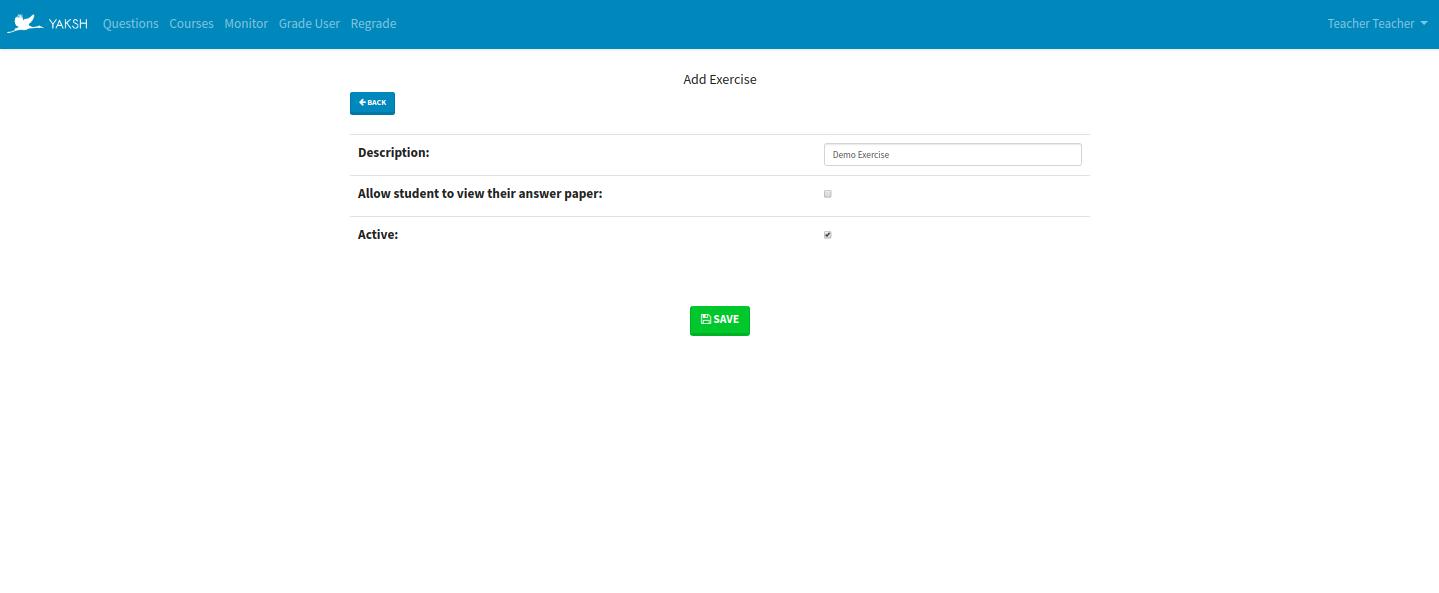 YAKSH Questions Courses Monitor Grade User Regrade Teacher Teacher
Add Exercise
BACK
Description: Demo Exercise
Allow student to view their answer paper:
Active:
SAVE